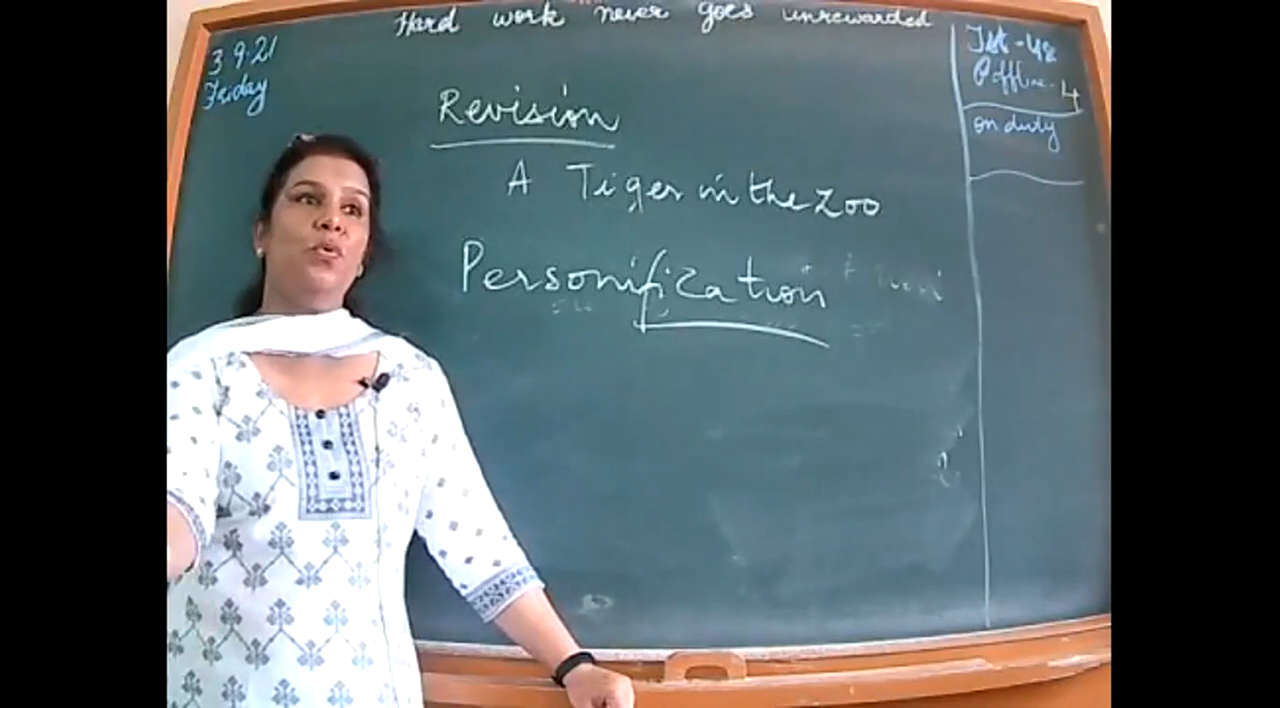 Hard work never goes unrewarded
3 9.21
Friday
Revision
A Tiger in the Zoo
Personification
48
offline - 4
on duty